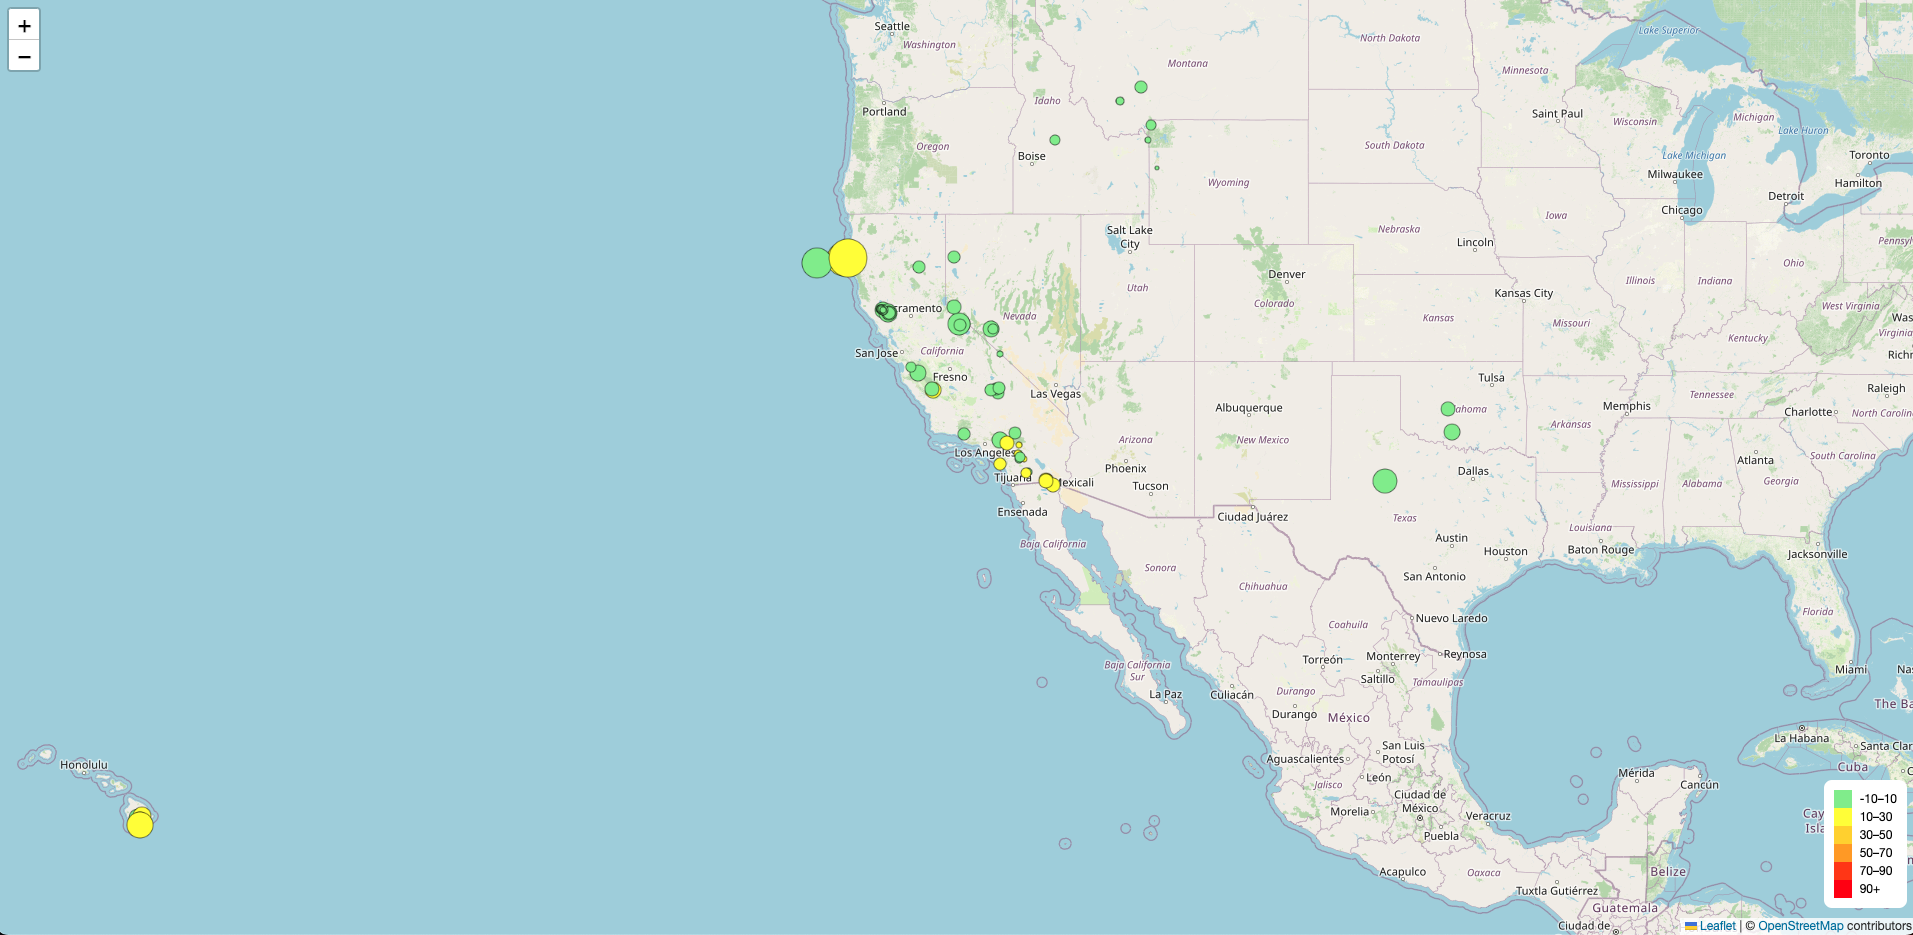 +
−
Seattle
Washington
Montana
North Dakota
Minnesota
Lake Superior
Portland
Idaho
Saint Paul
Wisconsin
Michigan
Lake Huron
Oregon
Boise
South Dakota
Lake Michigan
Toronto
Milwaukee
Hamilton
Wyoming
Detroit
Chicago
Iowa
Salt Lake
City
Nebraska
Lincoln
Pennsylv
Ohio
Denver
Utah
Illinois
Indiana
Kansas City
Colorado
West Virginia
cramento
Nevada
Kansas
Missouri
Was
Virginia
Kentucky
San Jose
California
Richm
Fresno
Tulsa
Las Vegas
Raleigh
Tennessee
Albuquerque
ahoma
Memphis
Charlotte
North Carolina
Arkansas
Arizona
New Mexico
Los Angeles
South Carolina
Atlanta
Phoenix
Dallas
Tijuana
Mexicali
Tucson
Mississippi
Alabama
Georgia
Ensenada
Ciudad Juárez
Texas
Louisiana
Austin
Houston
Baton Rouge
Jacksonville
Baja California
Sonora
San Antonio
Chihuahua
Florida
Nuevo Laredo
Coahuila
Reynosa
Monterrey
Torreón
Saltillo
Miami
Nas
Baja California
Sur
Tamaulipas
La Paz
Culiacán
Durango
Durango
México
The Ba
La Habana
San Luis
Potosí
Santa Clar
Aguascalientes
Cuba
Honolulu
León
Mérida
Cancún
Jalisco
Ciudad de
México
Morelia
Veracruz
Cay
Isla
Puebla
Acapulco
Oaxaca
Belize
Tuxtla Gutiérrez
Guatemala
Ciudad de
-10–10
10–30
30–50
50–70
70–90
90+
Leaflet | © OpenStreetMap contributors